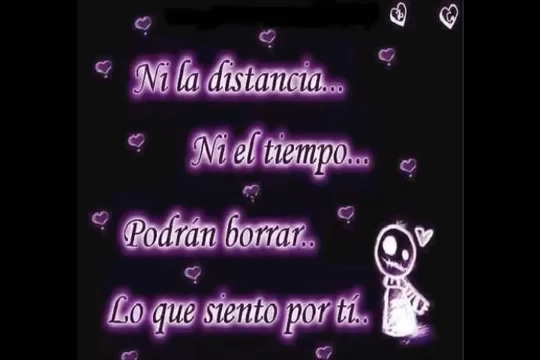 Ni la distancia...
Ni el tiempo...
Podrán borrar..
Lo que siento por tí..